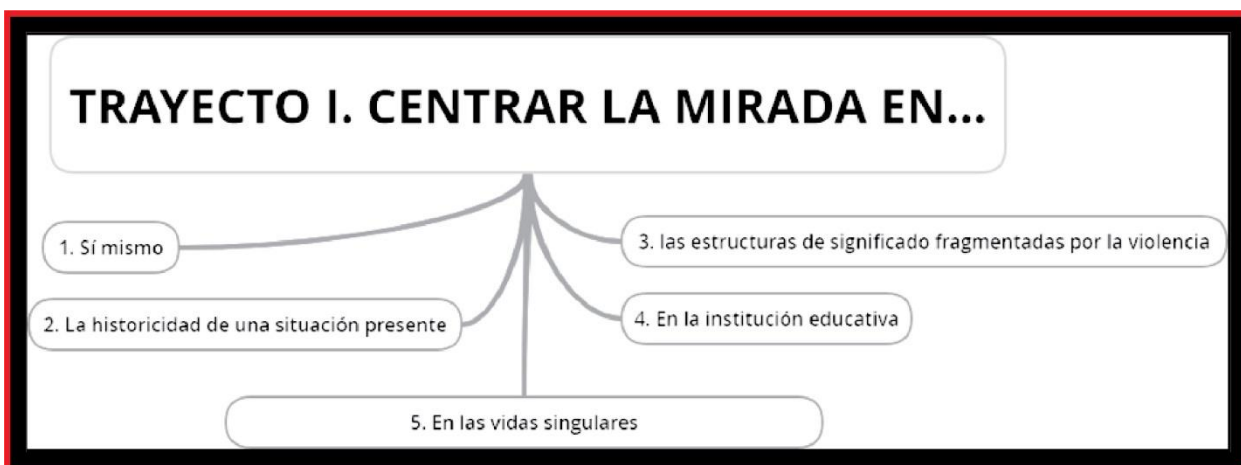 TRAYECTO I. CENTRAR LA MIRADA EN...
1. Sí mismo
2. La historicidad de una situación presente
3. las estructuras de significado fragmentadas por la violencia
4. En la institución educativa
5. En las vidas singulares